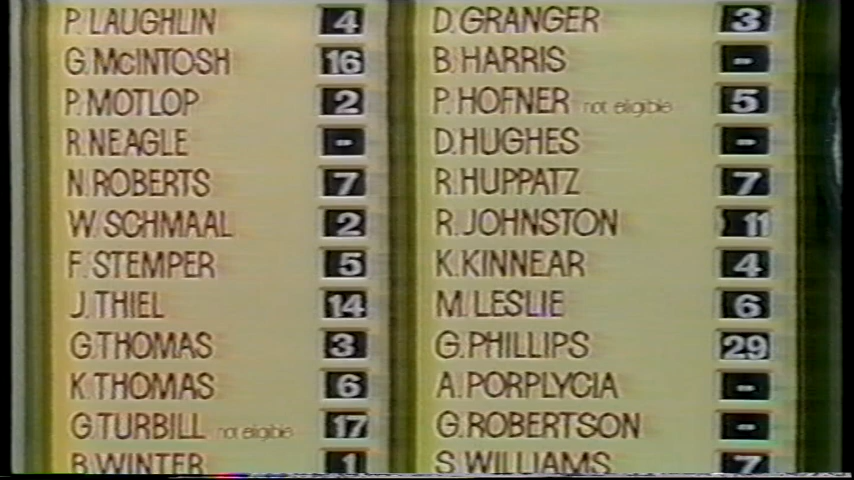 P. LAUGHLIN 4
G. McINTOSH 16
P. MOTLOP 2
R. NEAGLE -
N. ROBERTS 7
W. SCHMAAL 2
F. STEMPER 5
J. THIEL 14
G. THOMAS 3
K. THOMAS 6
G. TURBILL not eligible 17
B. WINTER 1
D. GRANGER 3
B. HARRIS -
P. HOFNER not eligible 5
D. HUGHES -
R. HUPPATZ 7
R. JOHNSTON 11
K. KINNEAR 4
M. LESLIE 6
G. PHILLIPS 29
A. PORPLYCIA -
G. ROBERTSON -
S. WILLIAMS 7